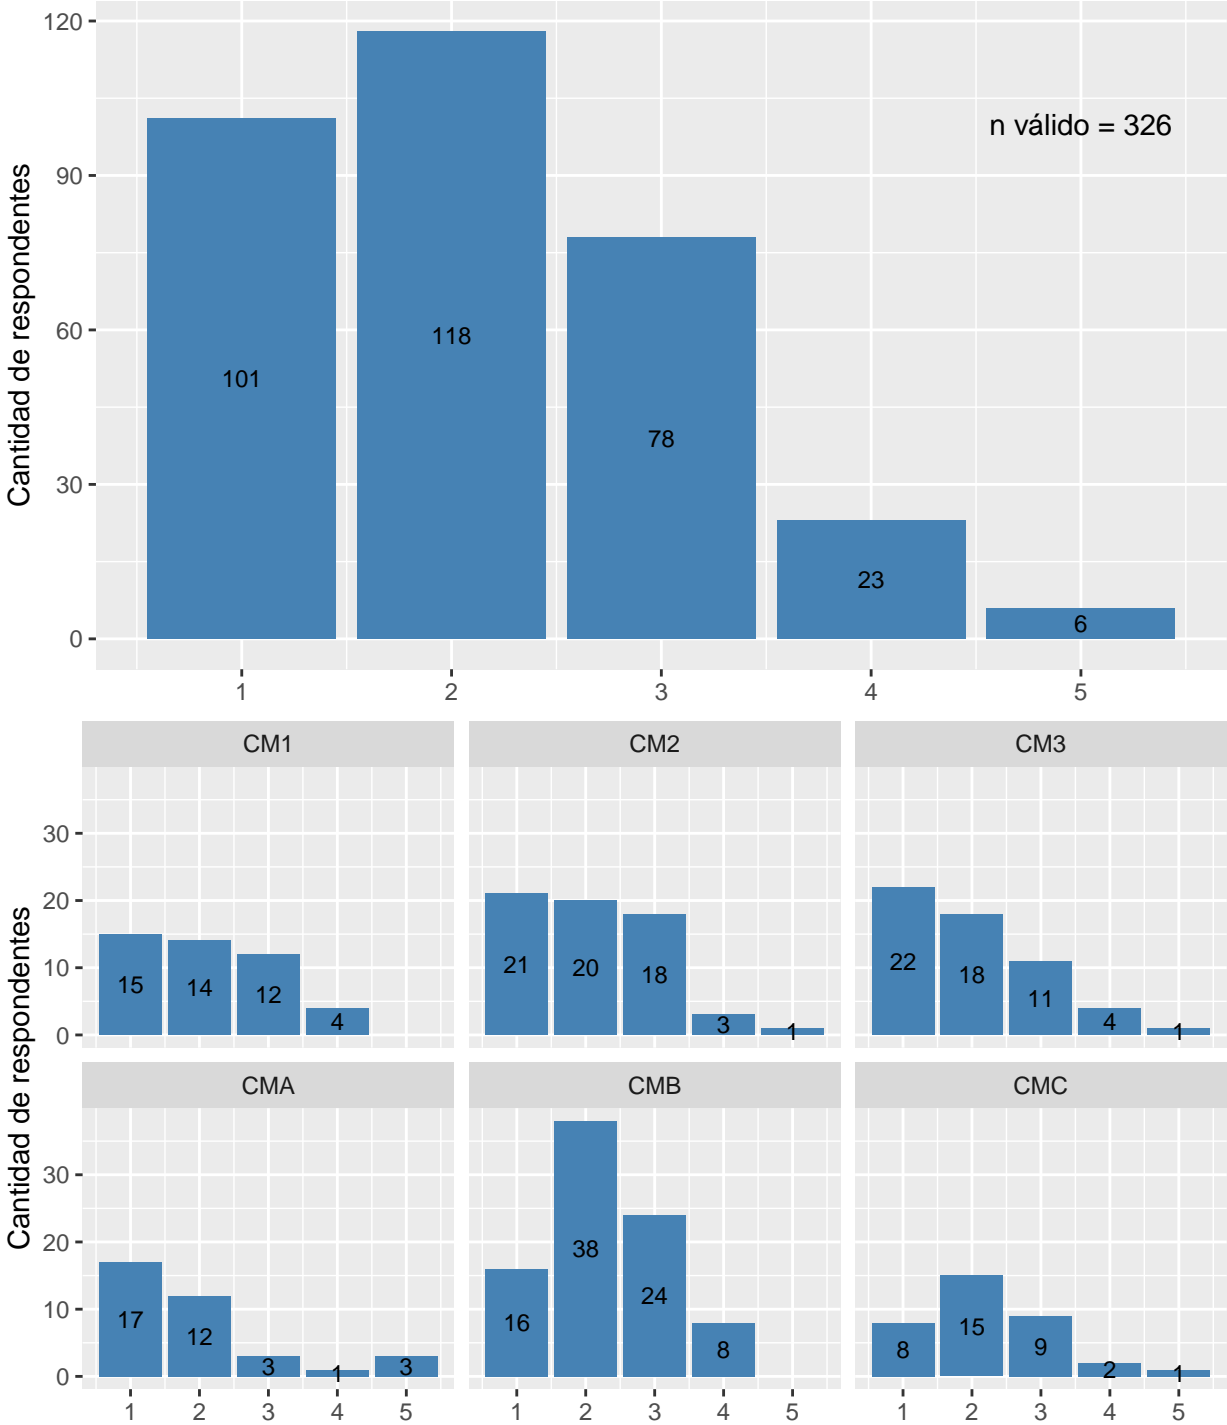 Cantidad de respondentes
120
90
60
30
0
n válido = 326
101
118
78
23
6
1 2 3 4 5
Cantidad de respondentes
CM1 CM2 CM3
30
20
10
0
15 14 12 4
21 20 18 3 1
22 18 11 4 1
CMA CMB CMC
30
20
10
0
17 12 3 1 3
16 38 24 8
8 15 9 2 1
1 2 3 4 5 1 2 3 4 5 1 2 3 4 5